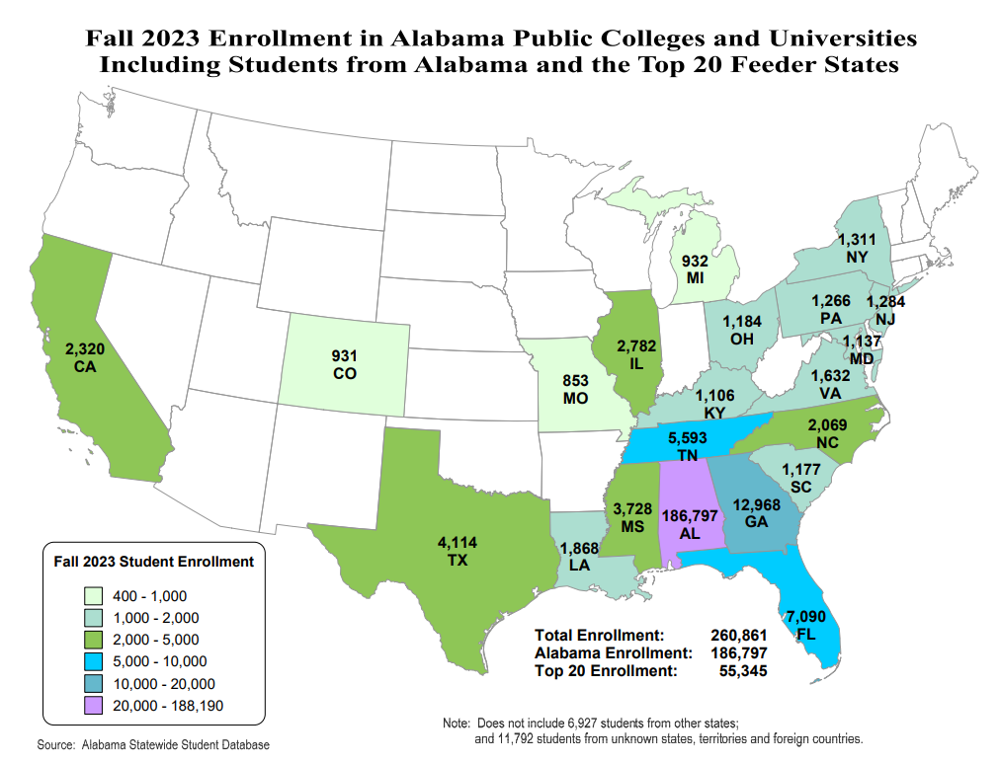 Fall 2023 Enrollment in Alabama Public Colleges and Universities
Including Students from Alabama and the Top 20 Feeder States
1,311
NY
932
MI
1,266
PA
1,284
NJ
1,184
OH
1,137
MD
2,320
CA
931
CO
2,782
IL
853
MO
1,632
VA
1,106
KY
2,069
NC
5,593
TN
1,177
SC
3,728
MS
186,797
AL
12,968
GA
4,114
TX
1,868
LA
7,090
FL
Fall 2023 Student Enrollment
400 - 1,000
1,000 - 2,000
2,000 - 5,000
5,000 - 10,000
10,000 - 20,000
20,000 - 188,190
Total Enrollment: 260,861
Alabama Enrollment: 186,797
Top 20 Enrollment: 55,345
Note: Does not include 6,927 students from other states;
and 11,792 students from unknown states, territories and foreign countries.
Source: Alabama Statewide Student Database